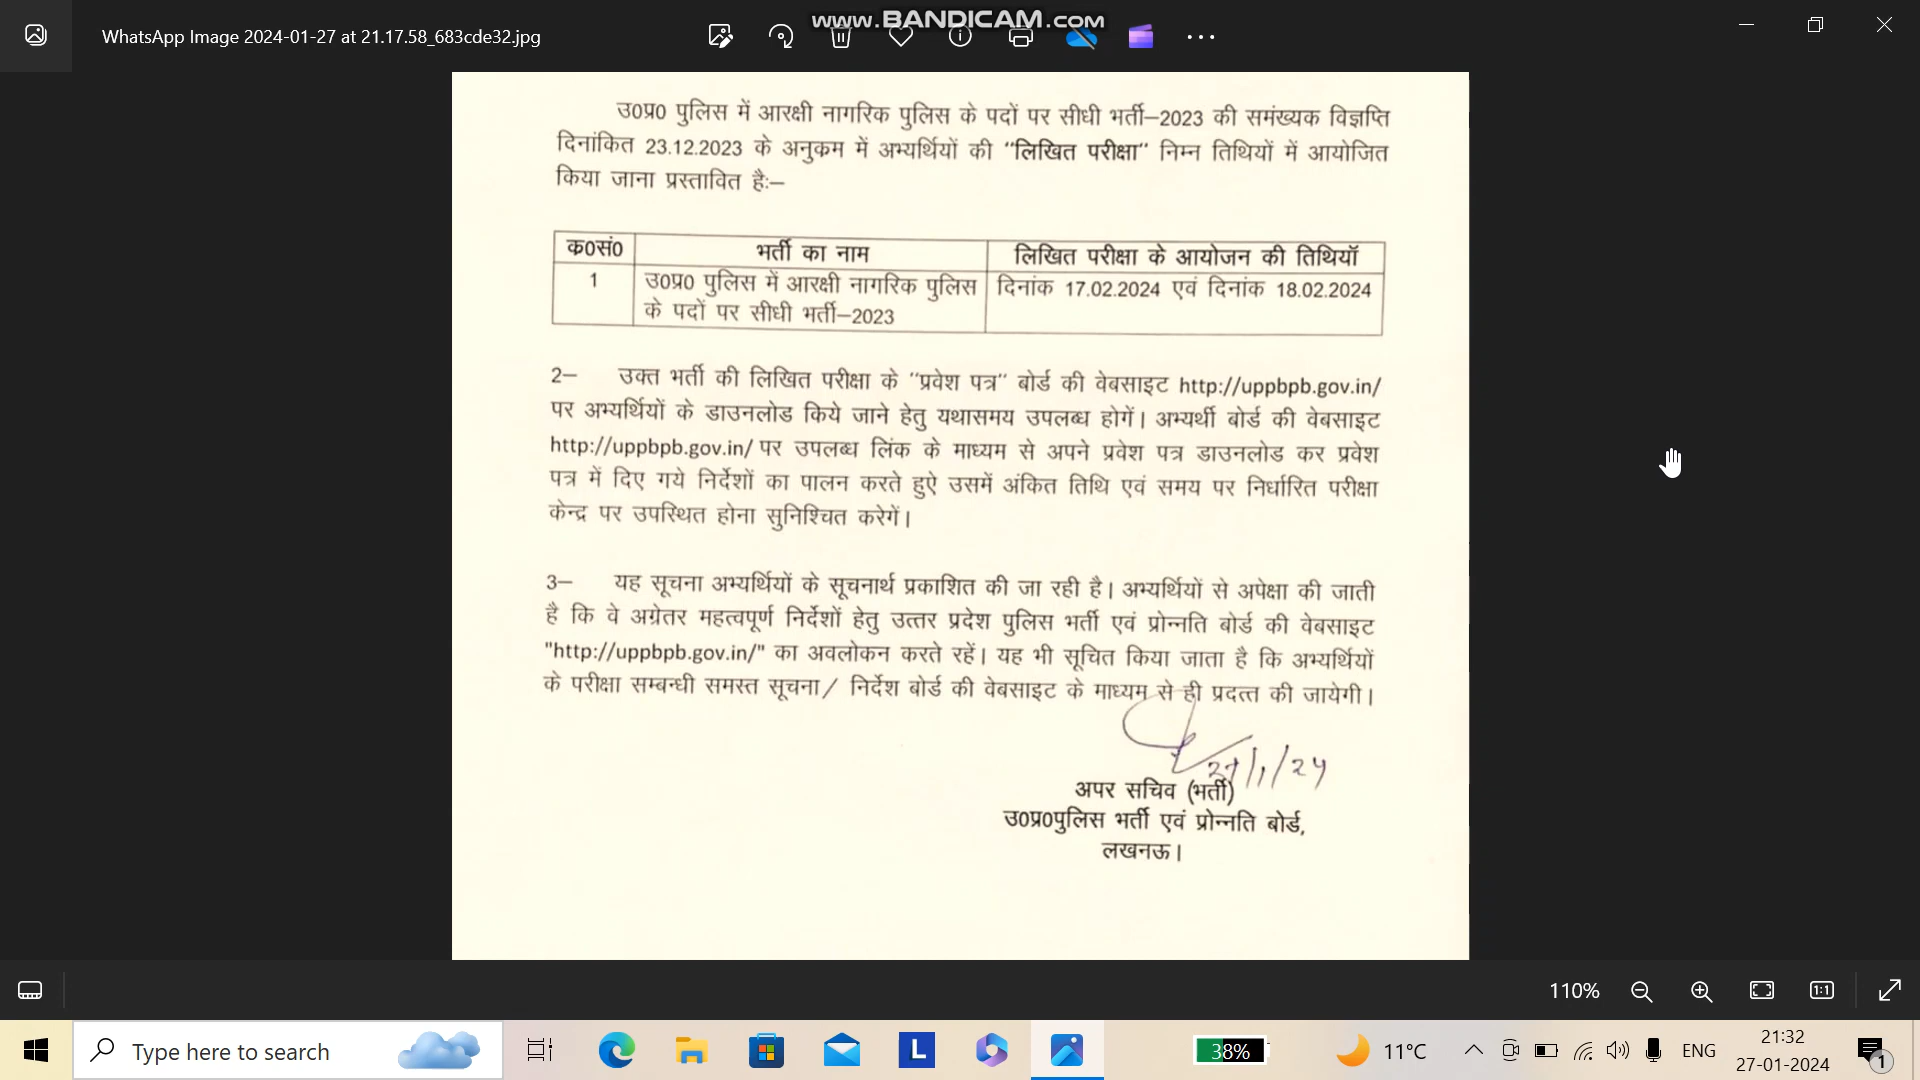 www.BANDICAM.com
WhatsApp Image 2024-01-27 at 21.17.58_683cde32.jpg
उ0प्र0 पुलिस में आरक्षी नागरिक पुलिस के पदों पर सीधी भर्ती–2023 की समंख्यक विज्ञप्ति
दिनांकित 23.12.2023 के अनुकम में अभ्यर्थियों की "लिखित परीक्षा" निम्न तिथियों में आयोजित
किया जाना प्रस्तावित हैः–
क0सं0 भर्ती का नाम लिखित परीक्षा के आयोजन की तिथियॉ
1 उ0प्र0 पुलिस में आरक्षी नागरिक पुलिस दिनांक 17.02.2024 एवं दिनांक 18.02.2024
के पदों पर सीधी भर्ती–2023
2– उक्त भर्ती की लिखित परीक्षा के "प्रवेश पत्र" बोर्ड की वेबसाइट http://uppbpb.gov.in/
पर अभ्यर्थियों के डाउनलोड किये जाने हेतु यथासमय उपलब्ध होगें। अभ्यर्थी बोर्ड की वेबसाइट
http://uppbpb.gov.in/ पर उपलब्ध लिंक के माध्यम से अपने प्रवेश पत्र डाउनलोड कर प्रवेश
पत्र में दिए गये निर्देशों का पालन करते हुऐ उसमें अंकित तिथि एवं समय पर निर्धारित परीक्षा
केन्द्र पर उपस्थित होना सुनिश्चित करेगें।
3– यह सूचना अभ्यर्थियों के सूचनार्थ प्रकाशित की जा रही है। अभ्यर्थियों से अपेक्षा की जाती
है कि वे अग्रेतर महत्वपूर्ण निर्देशों हेतु उत्तर प्रदेश पुलिस भर्ती एवं प्रोन्नति बोर्ड की वेबसाइट
"http://uppbpb.gov.in/" का अवलोकन करते रहें। यह भी सूचित किया जाता है कि अभ्यर्थियों
के परीक्षा सम्बन्धी समस्त सूचना/ निर्देश बोर्ड की वेबसाइट के माध्यम से ही प्रदत्त की जायेगी।
27/1/24
अपर सचिव (भर्ती)
उ0प्र0पुलिस भर्ती एवं प्रोन्नति बोर्ड,
लखनऊ।
110% 1:1
Type here to search L 38% 11°C ENG 21:32
27-01-2024 1